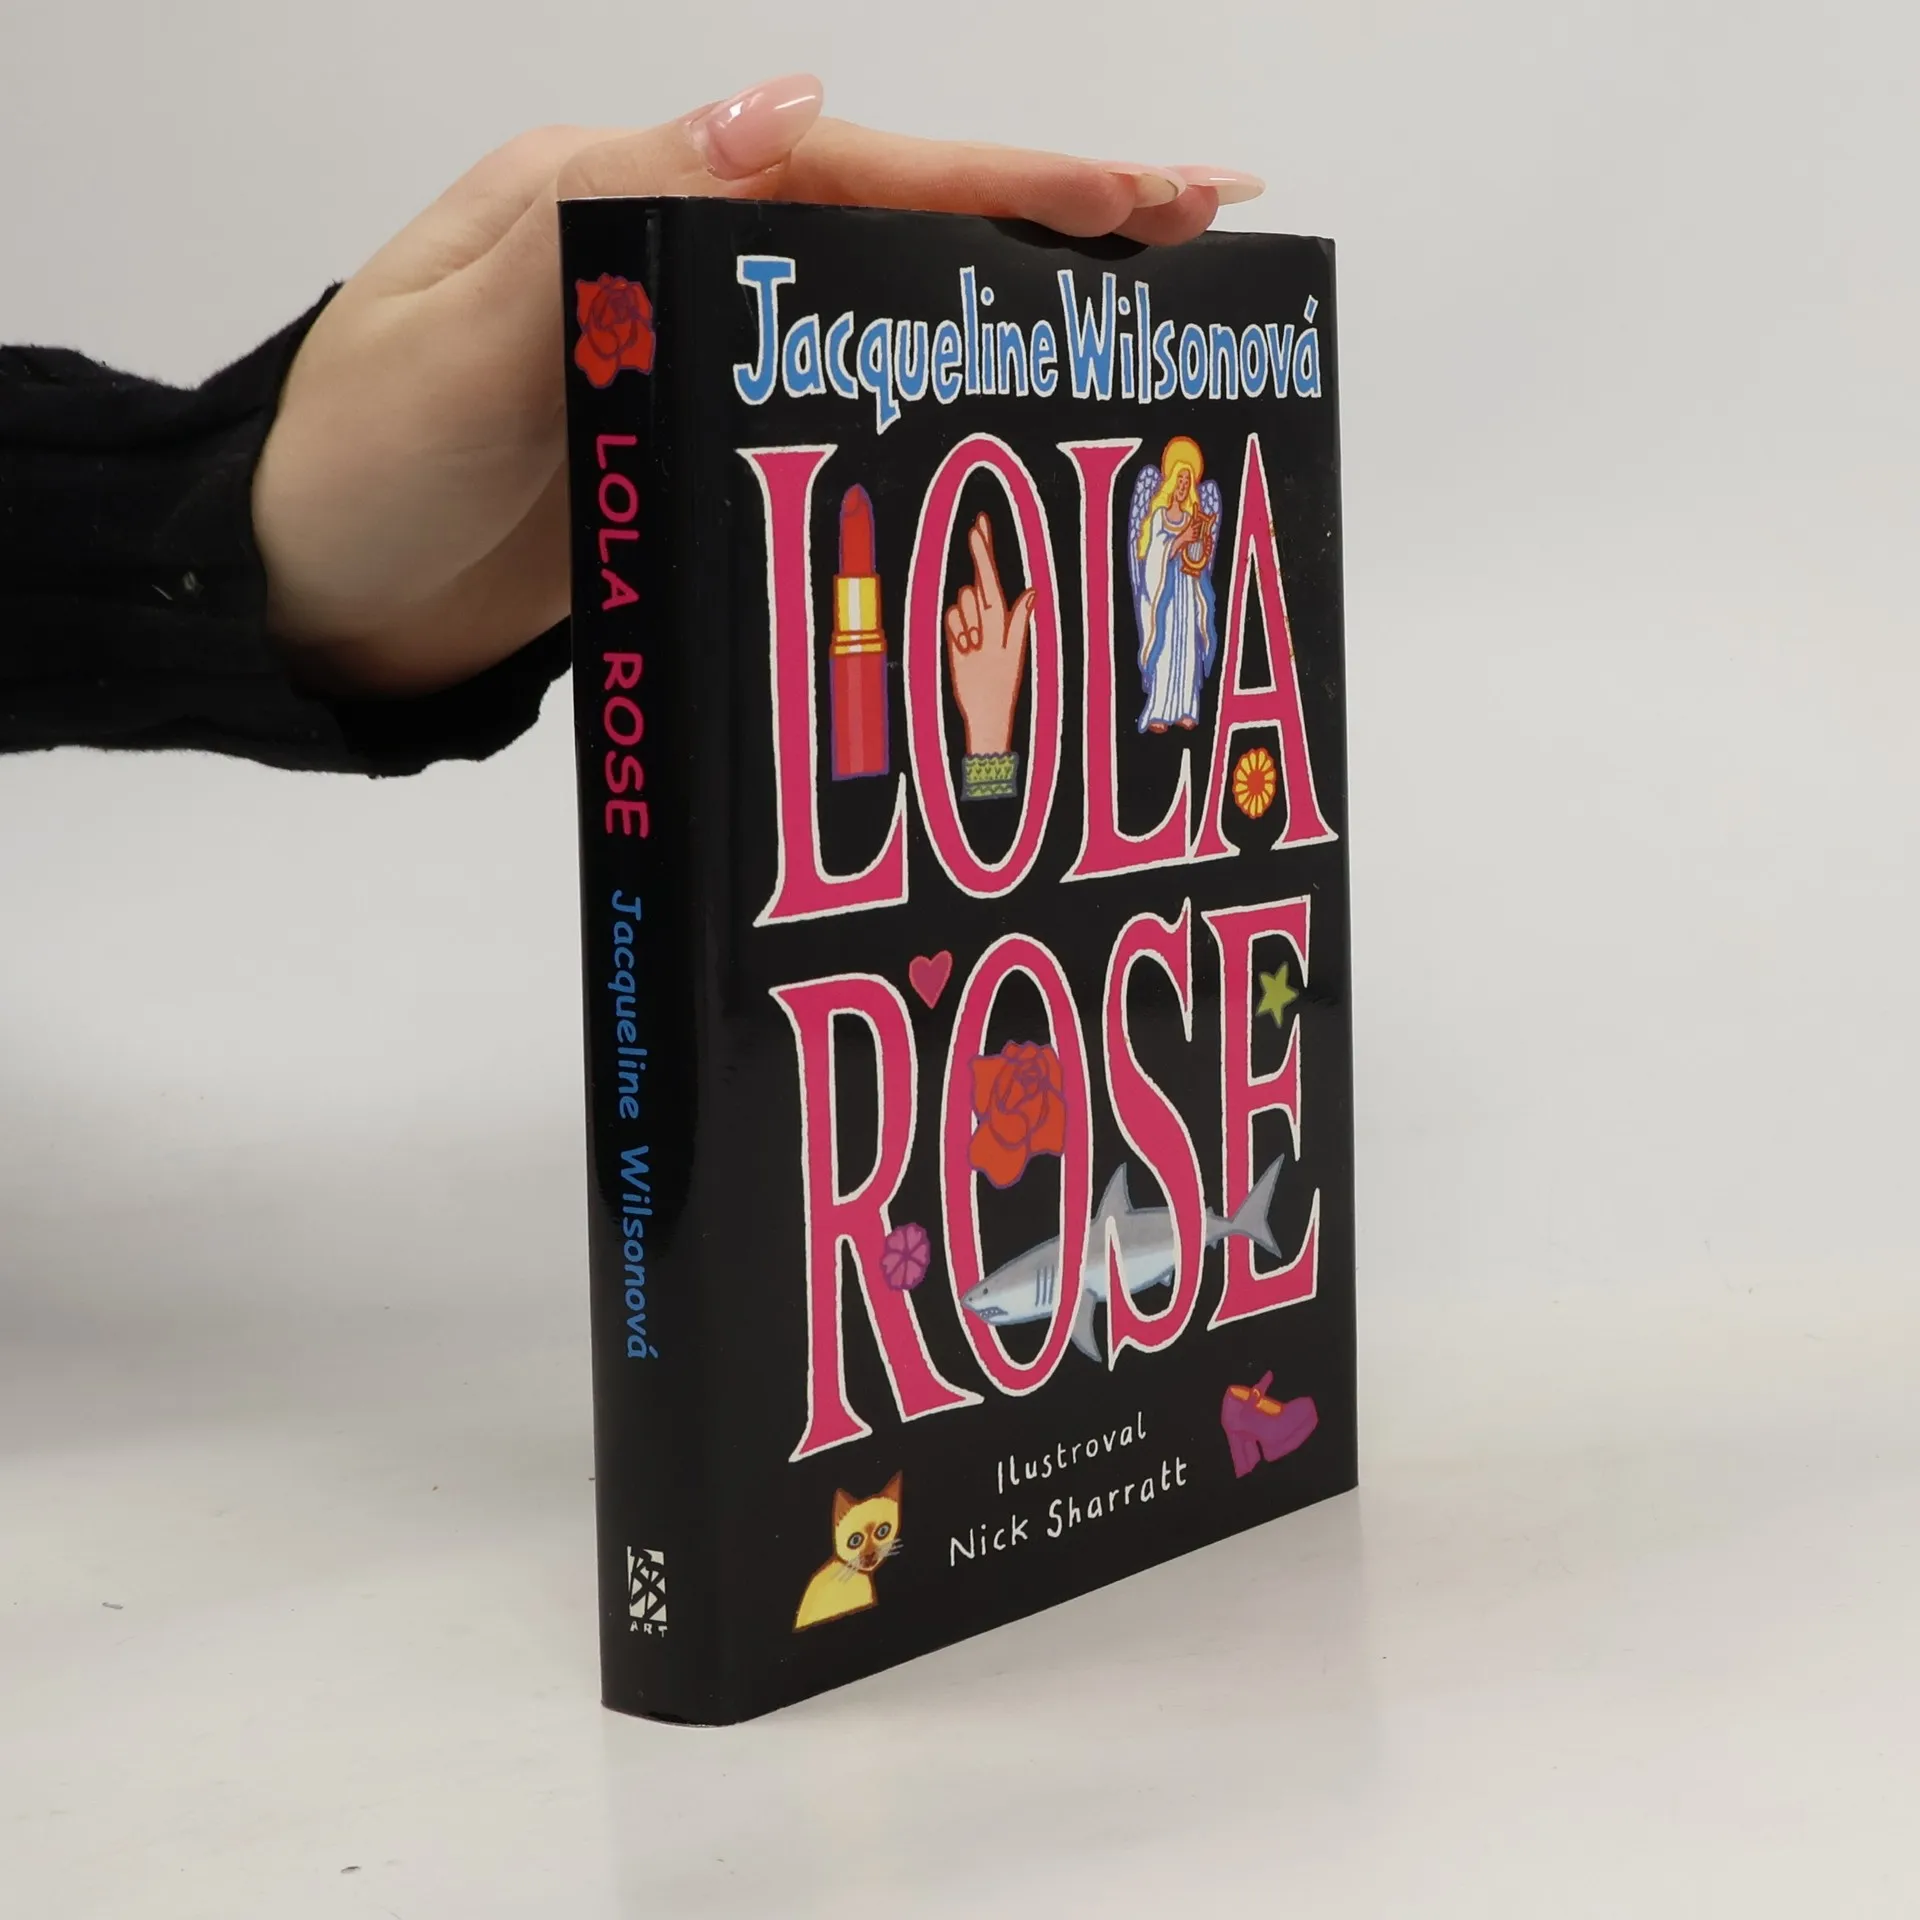 Jacqueline Wilsonová
LOLA
ROSE
Ilustroval
Nick Sharratt
LOLA ROSE Jacqueline Wilsonová
ART